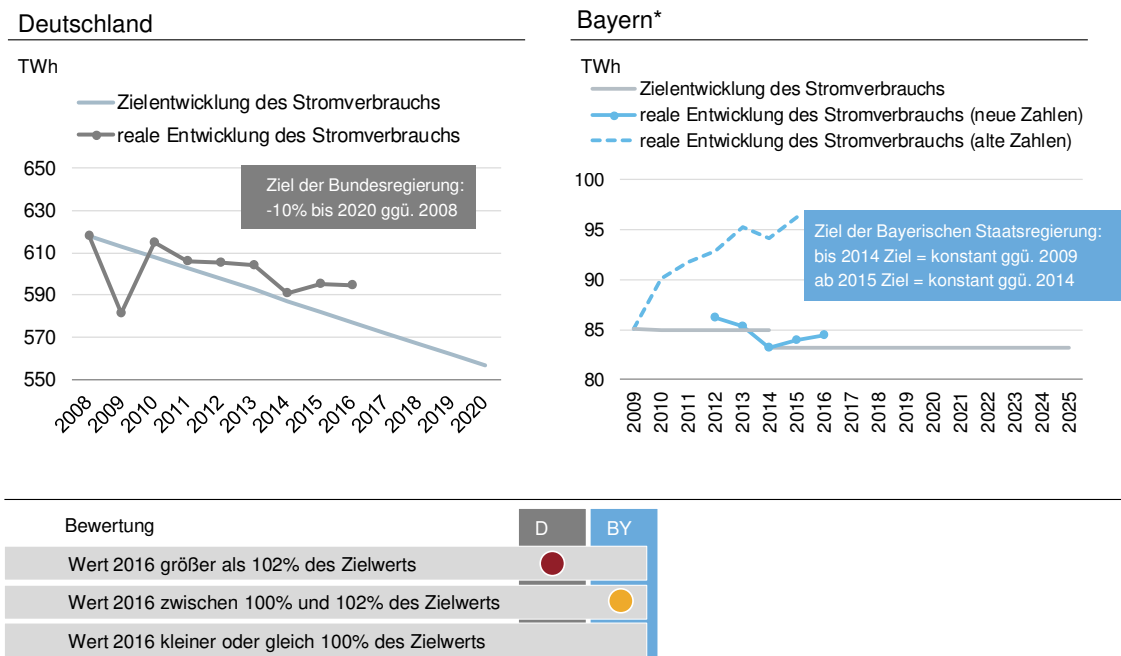 Deutschland
TWh
Zielentwicklung des Stromverbrauchs
reale Entwicklung des Stromverbrauchs
650
630
610
590
570
550
Ziel der Bundesregierung:
-10% bis 2020 ggü. 2008
2008 2009 2010 2011 2012 2013 2014 2015 2016 2017 2018 2019 2020
Bayern*
TWh
Zielentwicklung des Stromverbrauchs
reale Entwicklung des Stromverbrauchs (neue Zahlen)
reale Entwicklung des Stromverbrauchs (alte Zahlen)
100
95
90
85
80
Ziel der Bayerischen Staatsregierung:
bis 2014 Ziel = konstant ggü. 2009
ab 2015 Ziel = konstant ggü. 2014
2009 2010 2011 2012 2013 2014 2015 2016 2017 2018 2019 2020 2021 2022 2023 2024 2025
Bewertung D BY
Wert 2016 größer als 102% des Zielwerts
Wert 2016 zwischen 100% und 102% des Zielwerts
Wert 2016 kleiner oder gleich 100% des Zielwerts